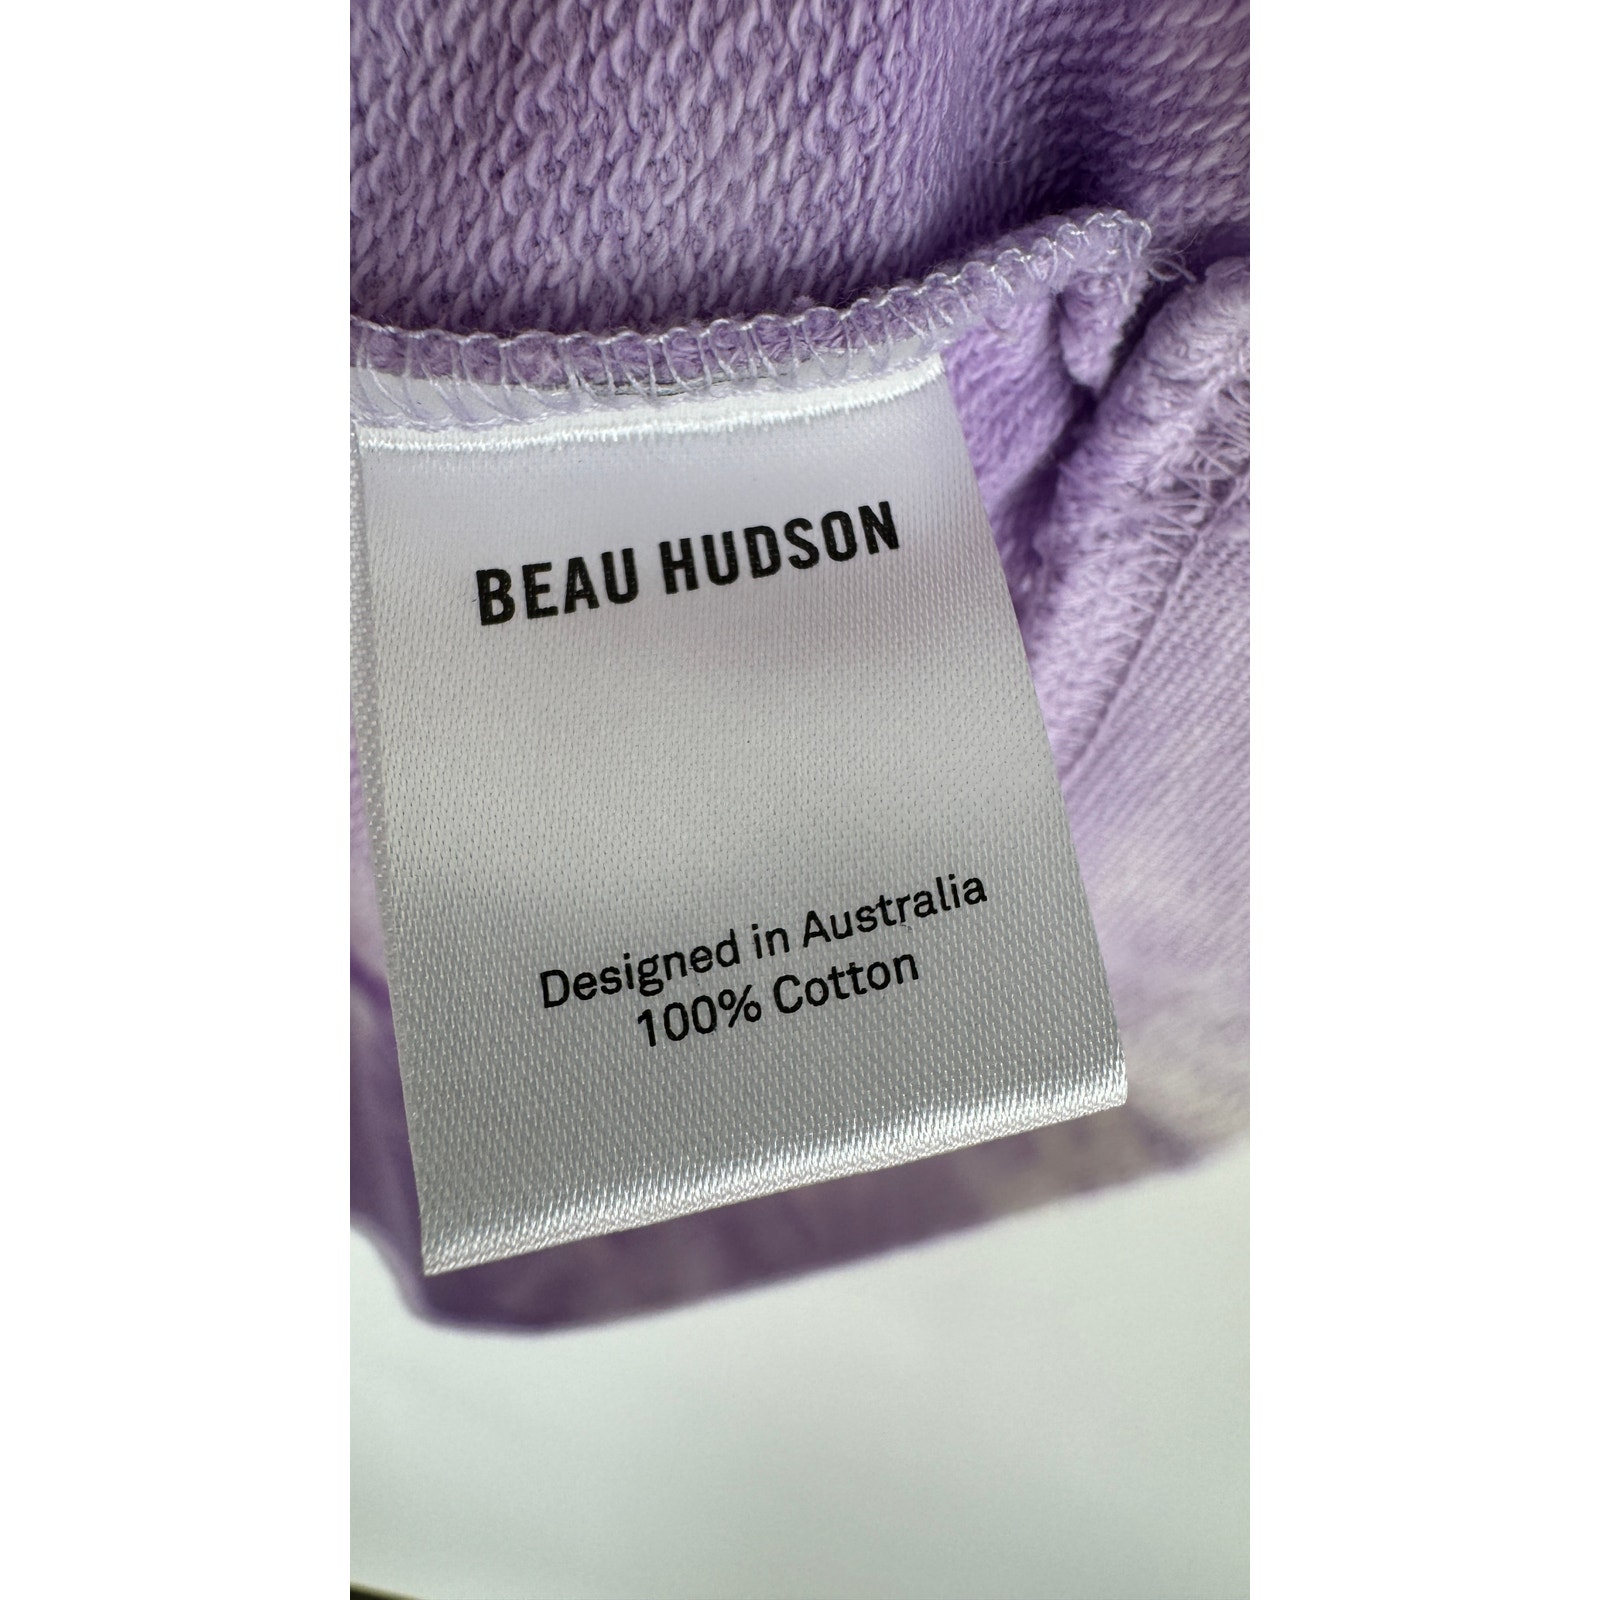 BEAU HUDSON
Designed in Australia
100% Cotton